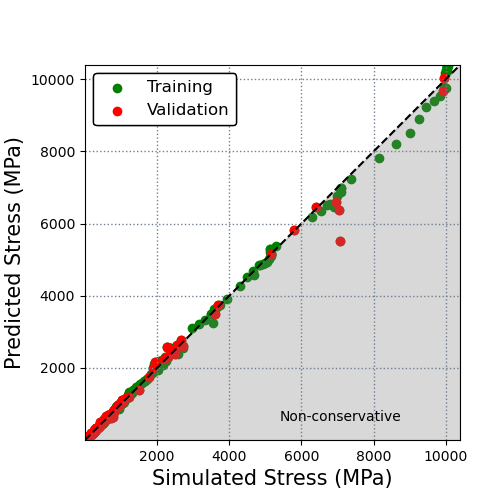 Training
Validation
10000
8000
6000
4000
2000
Predicted Stress (MPa)
Non-conservative
2000 4000 6000 8000 10000
Simulated Stress (MPa)